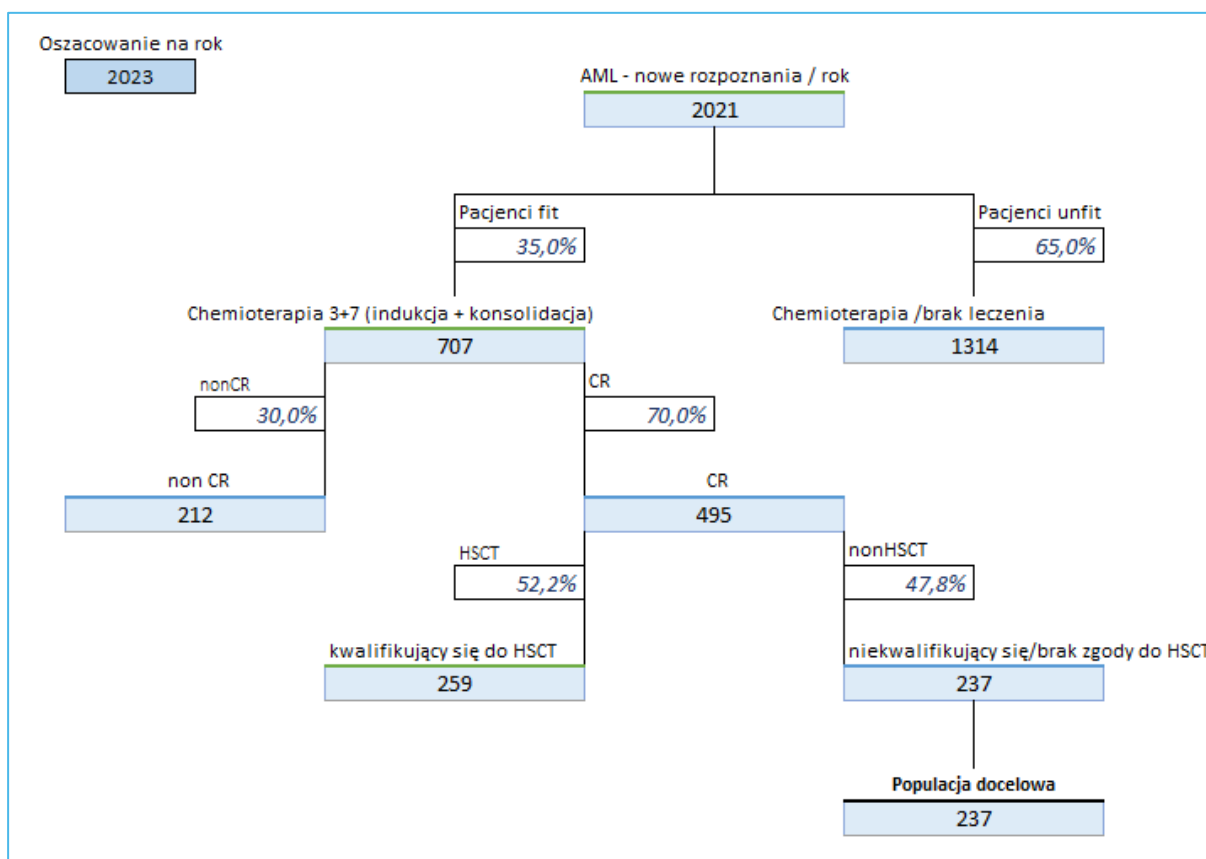 Oszacowanie na rok
2023
AML - nowe rozpoznania / rok
2021
Pacjenci fit
35,0%
Pacjenci unfit
65,0%
Chemioterapia 3+7 (indukcja + konsolidacja)
707
Chemioterapia /brak leczenia
1314
nonCR
30,0%
CR
70,0%
non CR
212
CR
495
HSCT
52,2%
nonHSCT
47,8%
kwalifikujący się do HSCT
259
niekwalifikujący się/brak zgody do HSCT
237
Populacja docelowa
237